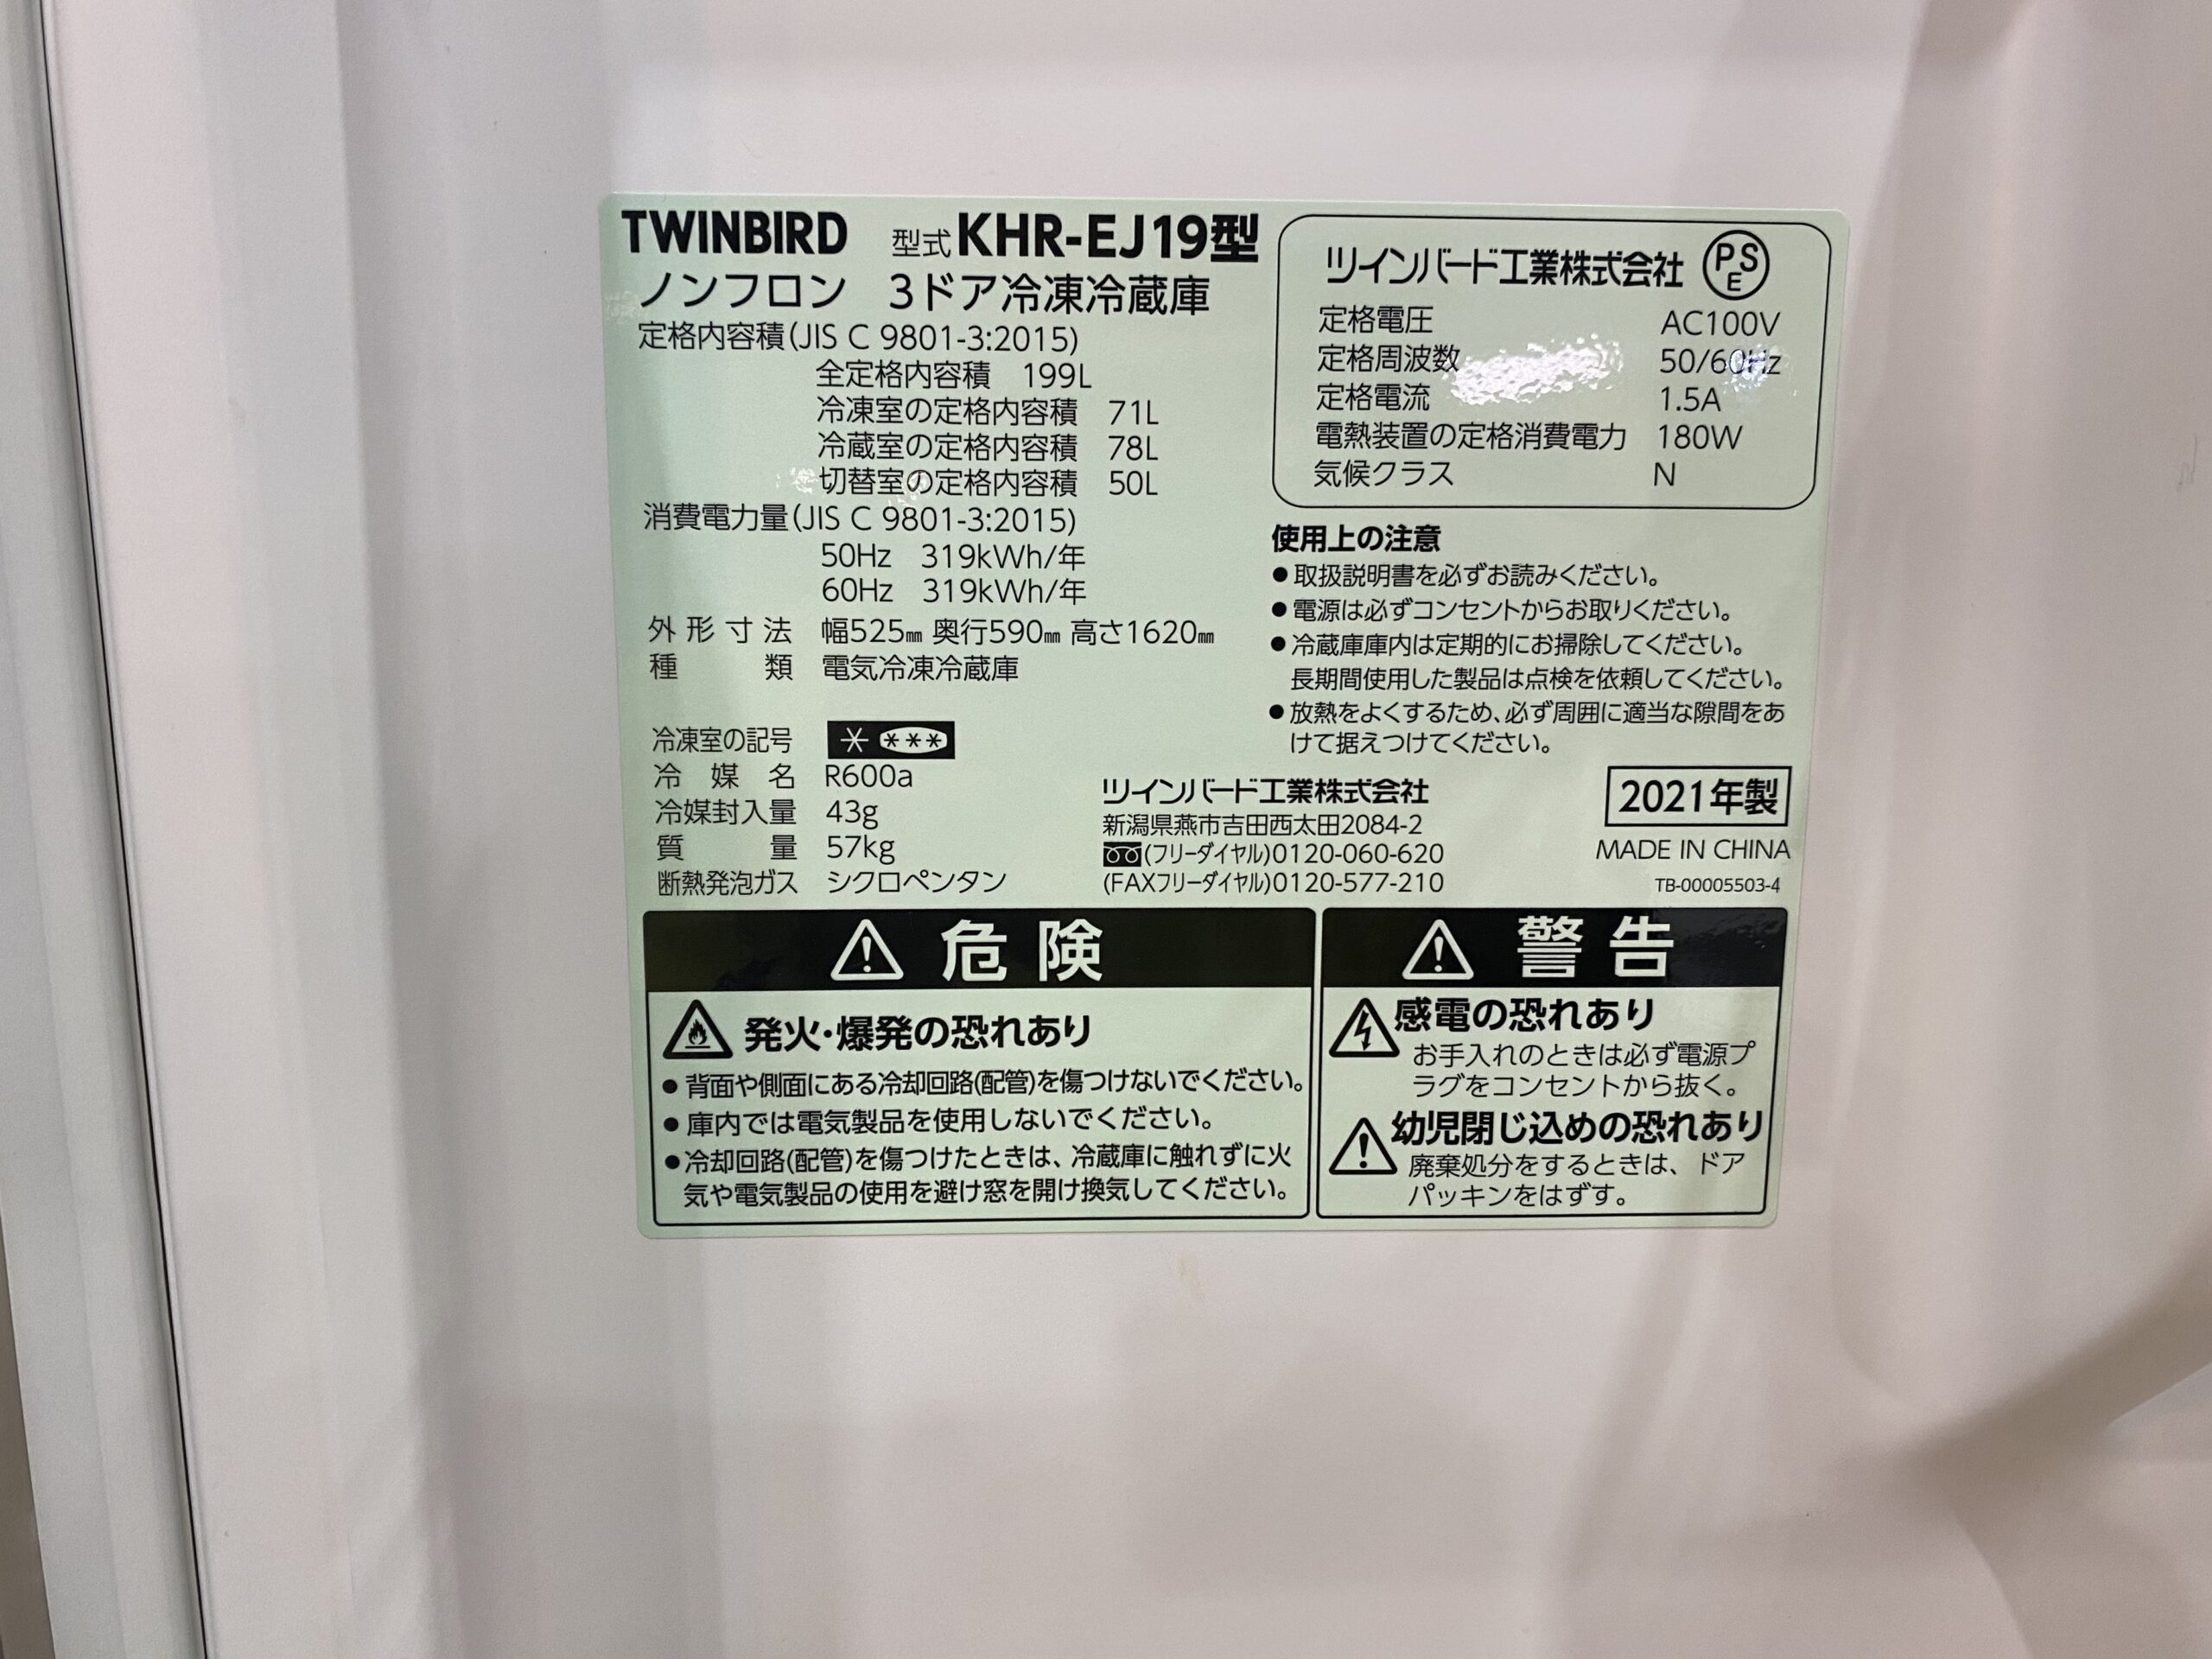 TWINBIRD 型式KHR-EJ19型
ノンフロン 3ドア冷凍冷蔵庫
定格内容積(JIS C 9801-3:2015)
全定格内容積 199L
冷凍室の定格内容積 71L
冷蔵室の定格内容積 78L
切替室の定格内容積 50L
消費電力量(JIS C 9801-3:2015)
50Hz 319kWh/年
60Hz 319kWh/年
外形寸法 幅525㎜ 奥行590㎜ 高さ1620㎜
種類 電気冷凍冷蔵庫
冷凍室の記号
冷媒名 R600a
冷媒封入量 43g
質量 57kg
断熱発泡ガス シクロペンタン
ツインバード工業株式会社 PSE
定格電圧 AC100V
定格周波数 50/60Hz
定格電流 1.5A
電熱装置の定格消費電力 180W
気候クラス N
使用上の注意
●取扱説明書を必ずお読みください。
●電源は必ずコンセントからお取りください。
●冷蔵庫庫内は定期的にお掃除してください。
長期間使用した製品は点検を依頼してください。
●放熱をよくするため、必ず周囲に適当な隙間をあ
けて据えつけてください。
ツインバード工業株式会社
新潟県燕市吉田西太田2084-2
(フリーダイヤル)0120-060-620
(FAXフリーダイヤル)0120-577-210
2021年製
MADE IN CHINA
TB-00005503-4
危険
発火・爆発の恐れあり
●背面や側面にある冷却回路(配管)を傷つけないでください。
●庫内では電気製品を使用しないでください。
●冷却回路(配管)を傷つけたときは、冷蔵庫に触れずに火
気や電気製品の使用を避け窓を開け換気してください。
警告
感電の恐れあり
お手入れのときは必ず電源プ
ラグをコンセントから抜く。
幼児閉じ込めの恐れあり
廃棄処分をするときは、ドア
パッキンをはずす。